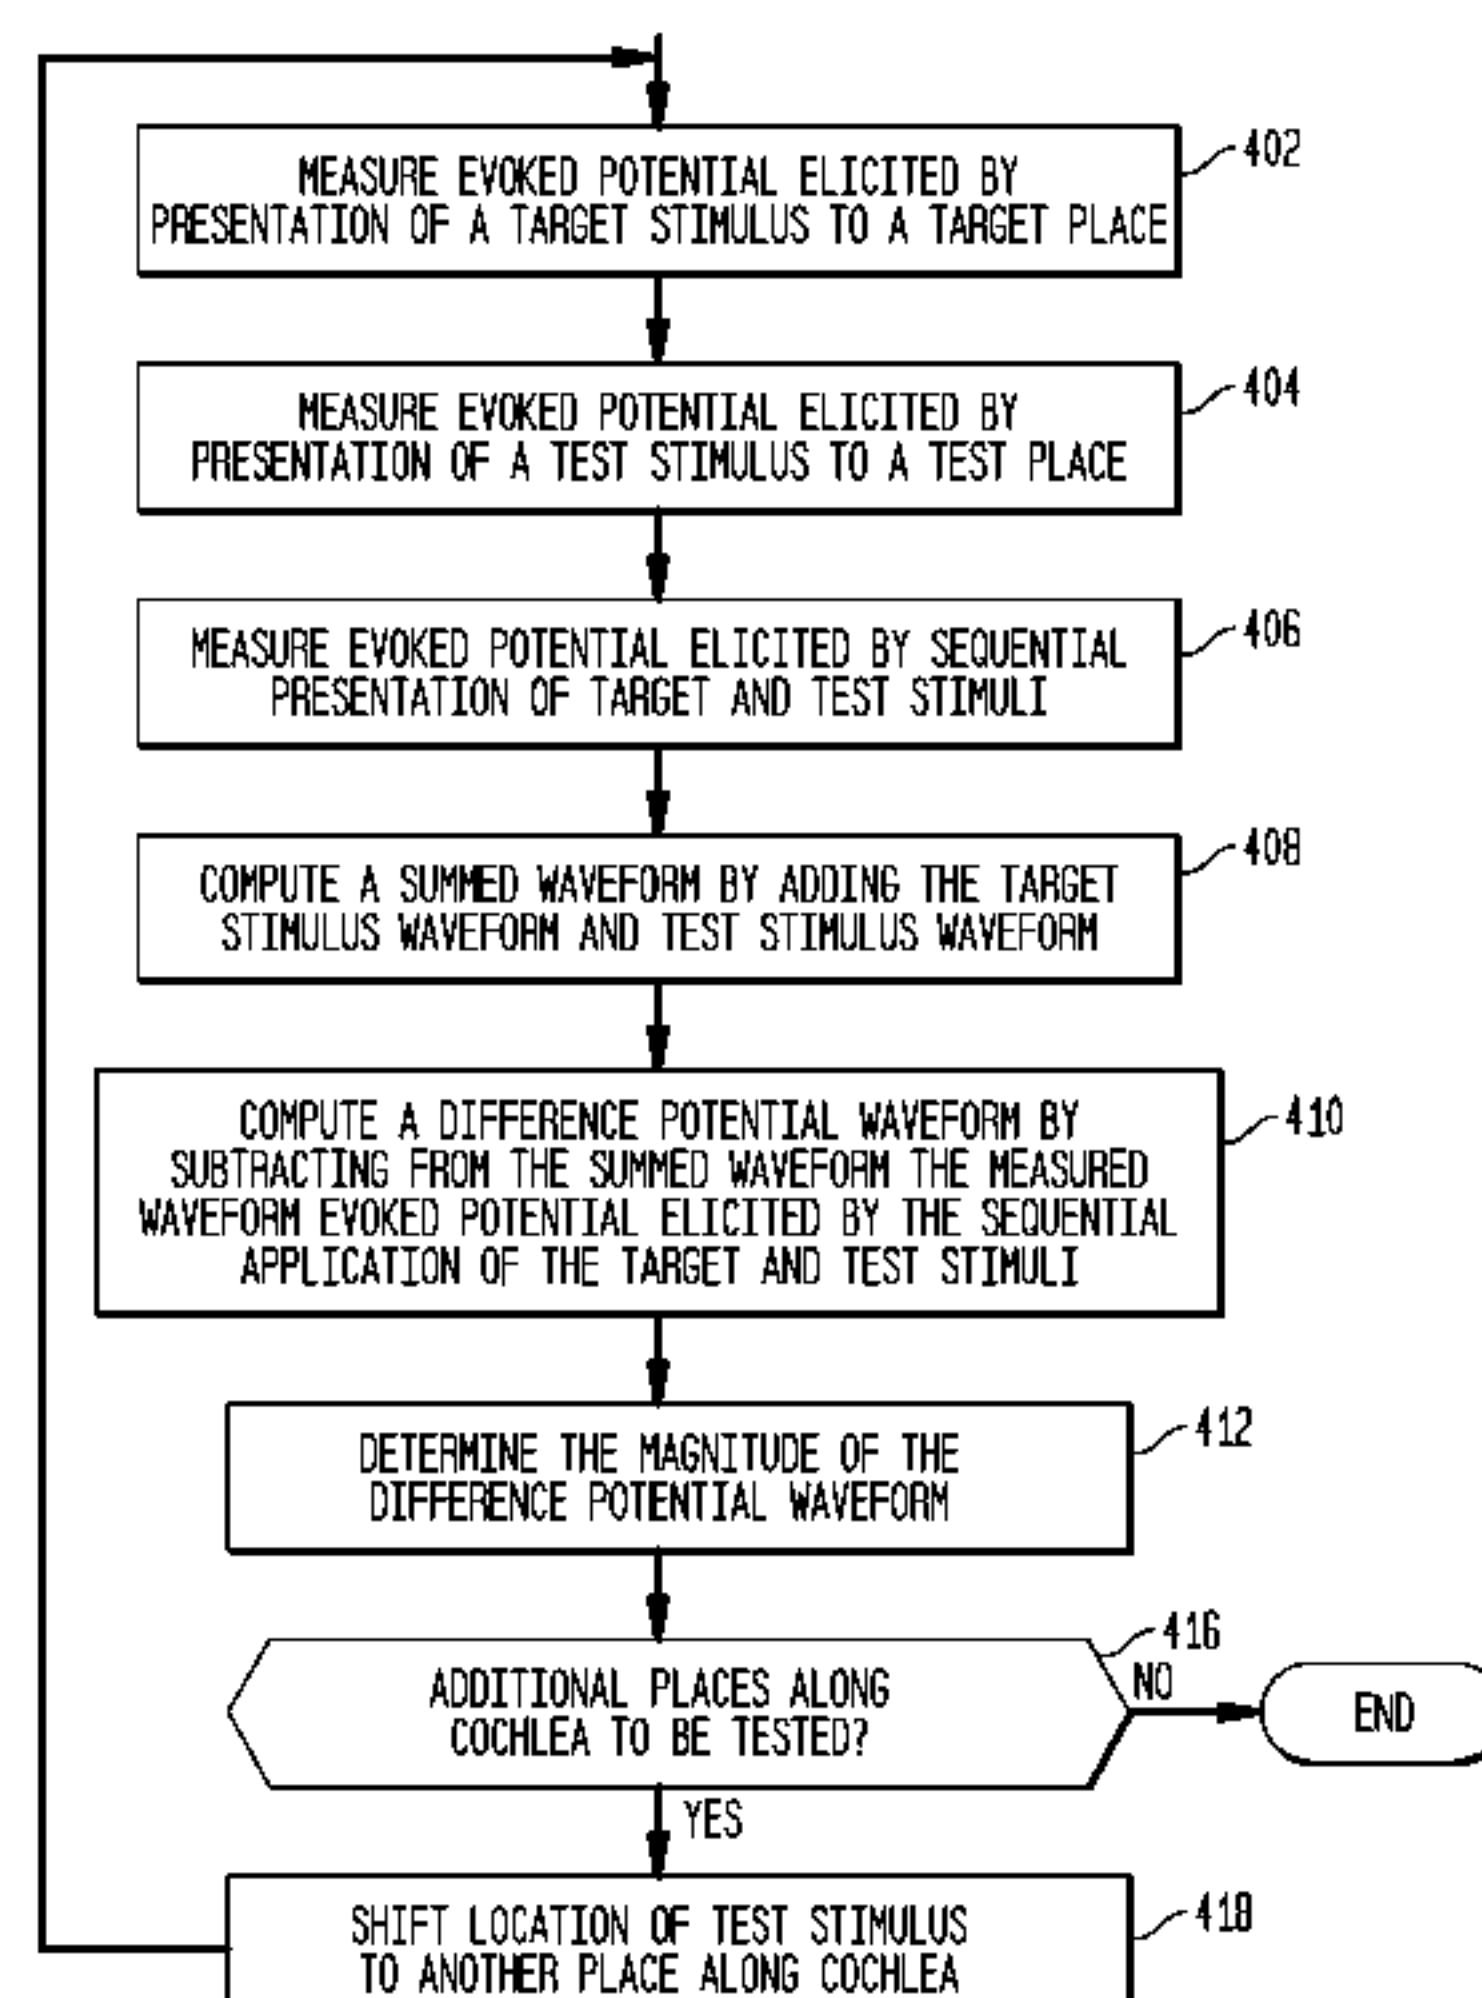 402
MEASURE EVOKED POTENTIAL ELICITED BY
PRESENTATION OF A TARGET STIMULUS TO A TARGET PLACE
404
MEASURE EVOKED POTENTIAL ELICITED BY
PRESENTATION OF A TEST STIMULUS TO A TEST PLACE
406
MEASURE EVOKED POTENTIAL ELICITED BY SEQUENTIAL
PRESENTATION OF TARGET AND TEST STIMULI
408
COMPUTE A SUMMED WAVEFORM BY ADDING THE TARGET
STIMULUS WAVEFORM AND TEST STIMULUS WAVEFORM
410
COMPUTE A DIFFERENCE POTENTIAL WAVEFORM BY
SUBTRACTING FROM THE SUMMED WAVEFORM THE MEASURED
WAVEFORM EVOKED POTENTIAL ELICITED BY THE SEQUENTIAL
APPLICATION OF THE TARGET AND TEST STIMULI
412
DETERMINE THE MAGNITUDE OF THE
DIFFERENCE POTENTIAL WAVEFORM
416
ADDITIONAL PLACES ALONG
COCHLEA TO BE TESTED?
NO
END
YES
418
SHIFT LOCATION OF TEST STIMULUS
TO ANOTHER PLACE ALONG COCHLEA